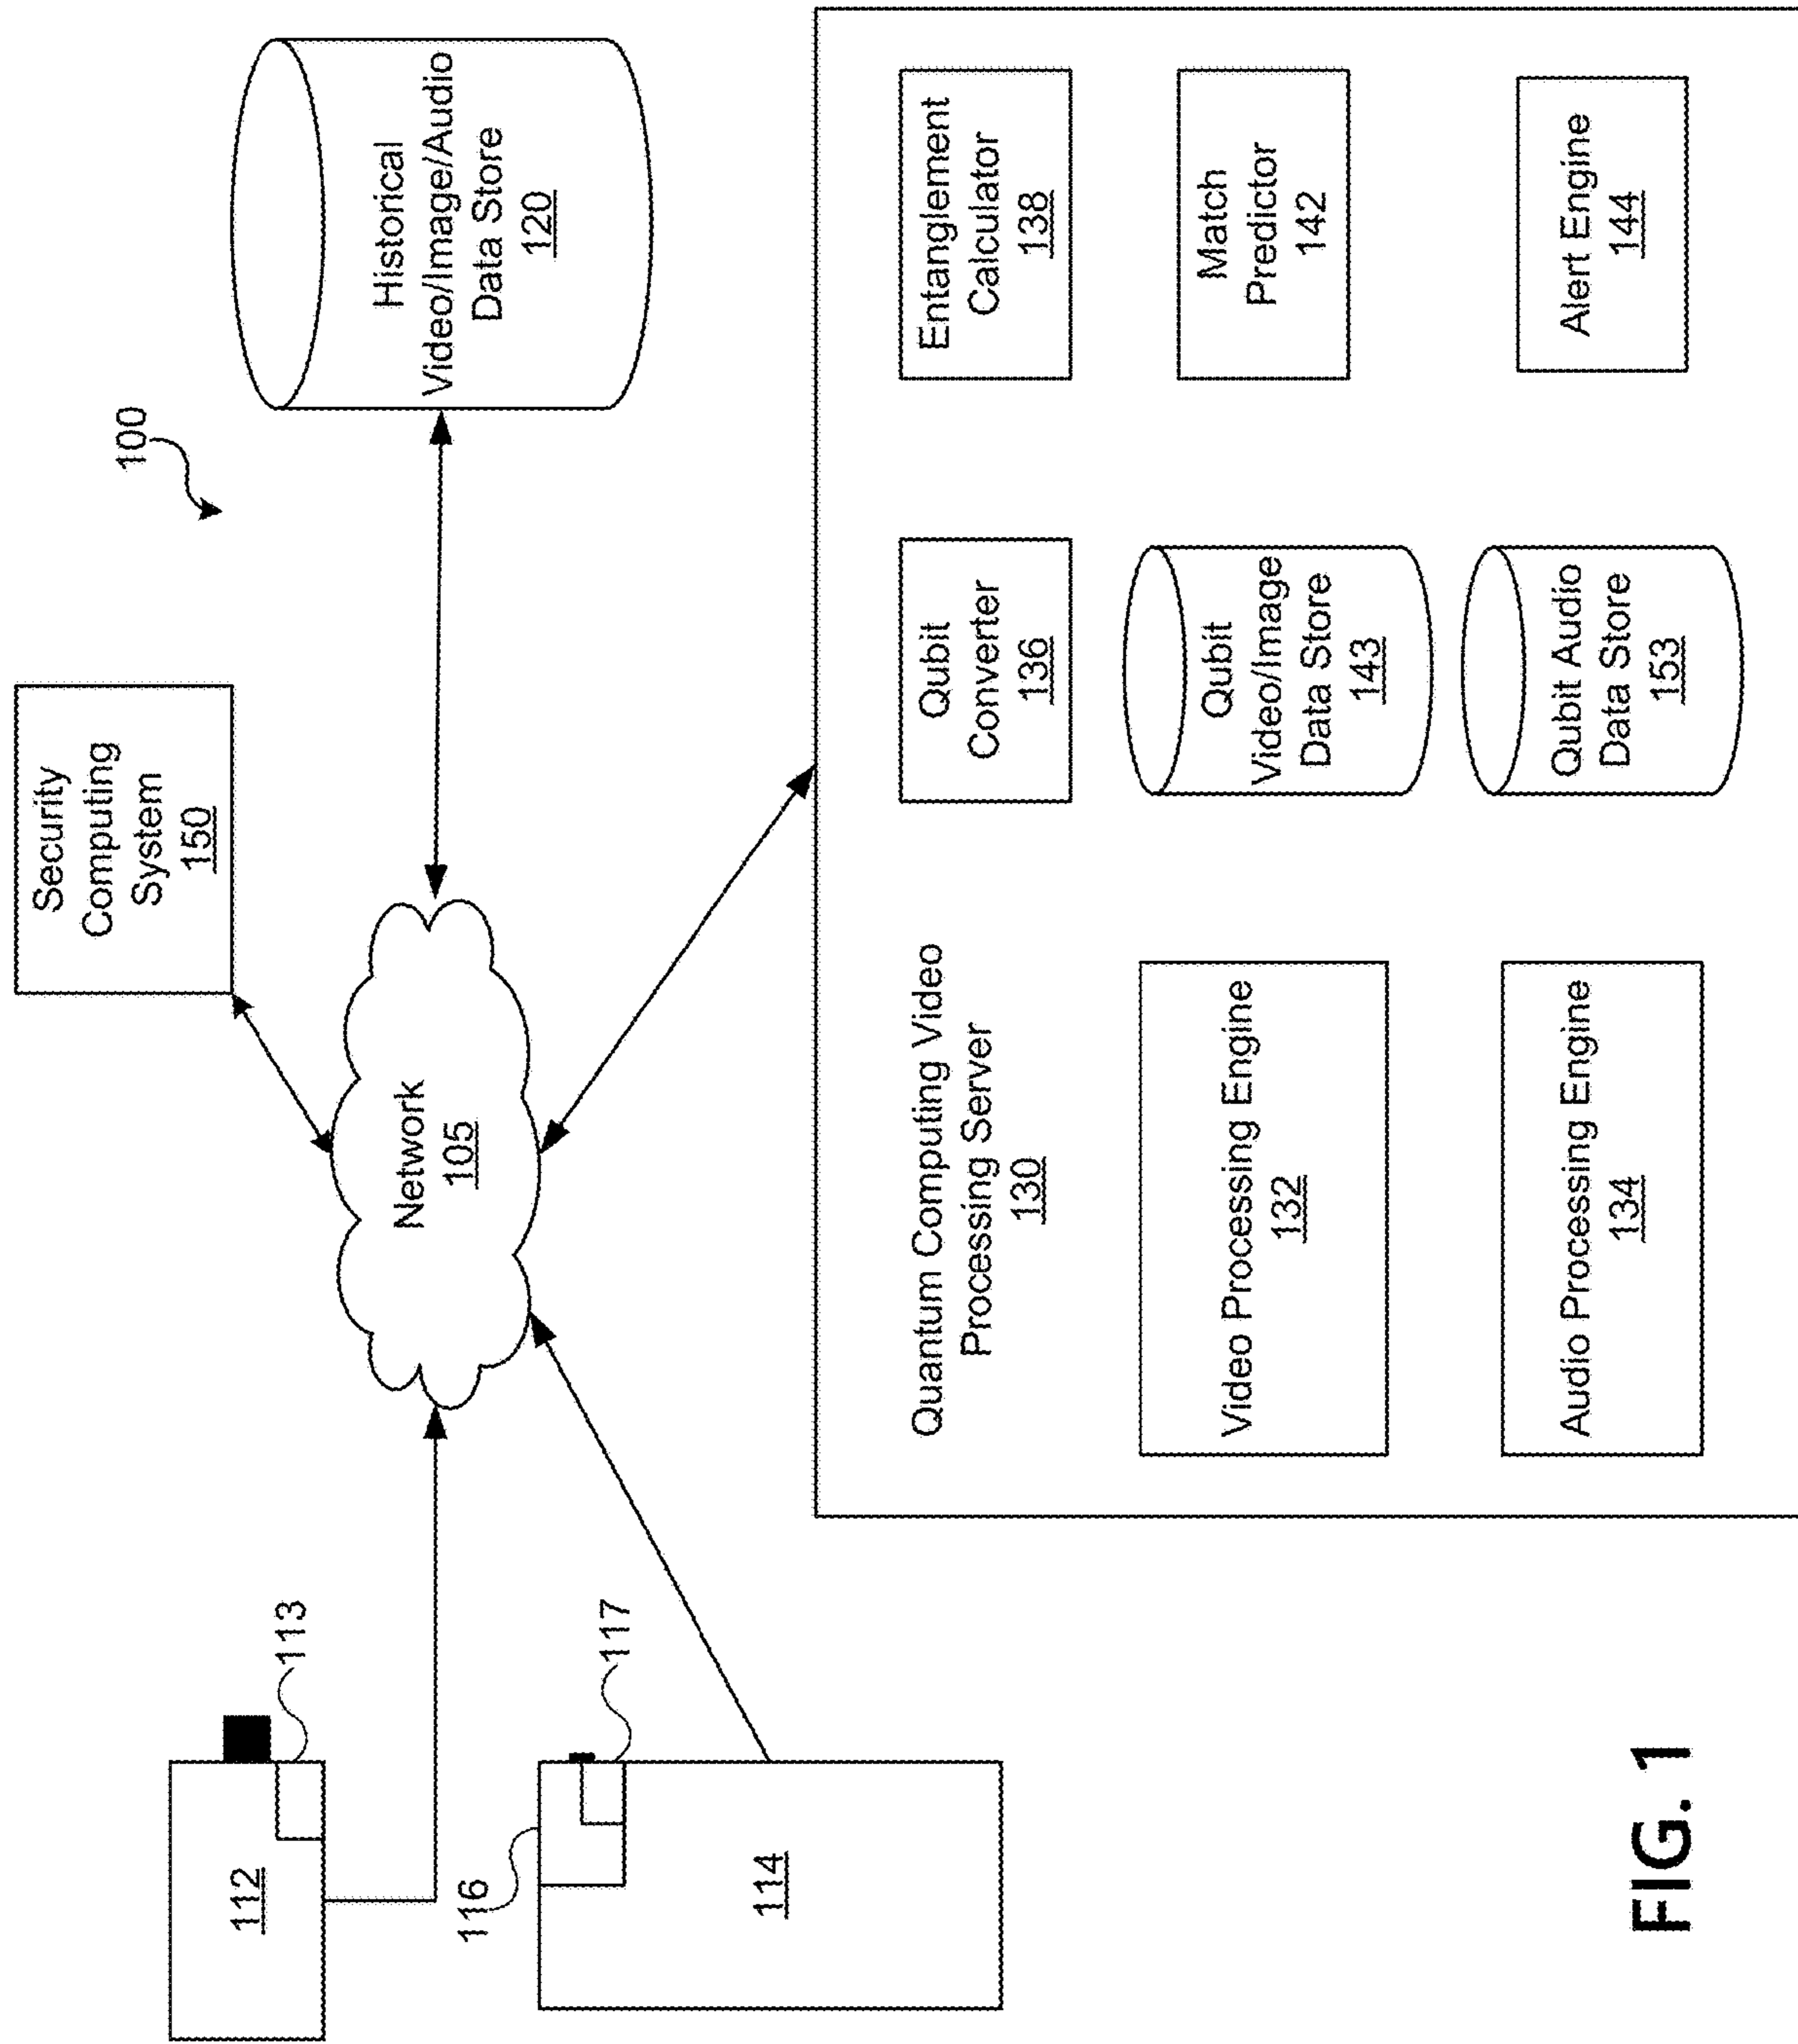 100
Security
Computing
System
150
Historical
Video/Image/Audio
Data Store
120
Network
105
112
113
116
117
114
Quantum Computing Video
Processing Server
130
Qubit
Converter
136
Entanglement
Calculator
138
Video Processing Engine
132
Qubit
Video/Image
Data Store
143
Match
Predictor
142
Audio Processing Engine
134
Qubit Audio
Data Store
153
Alert Engine
144
FIG. 1